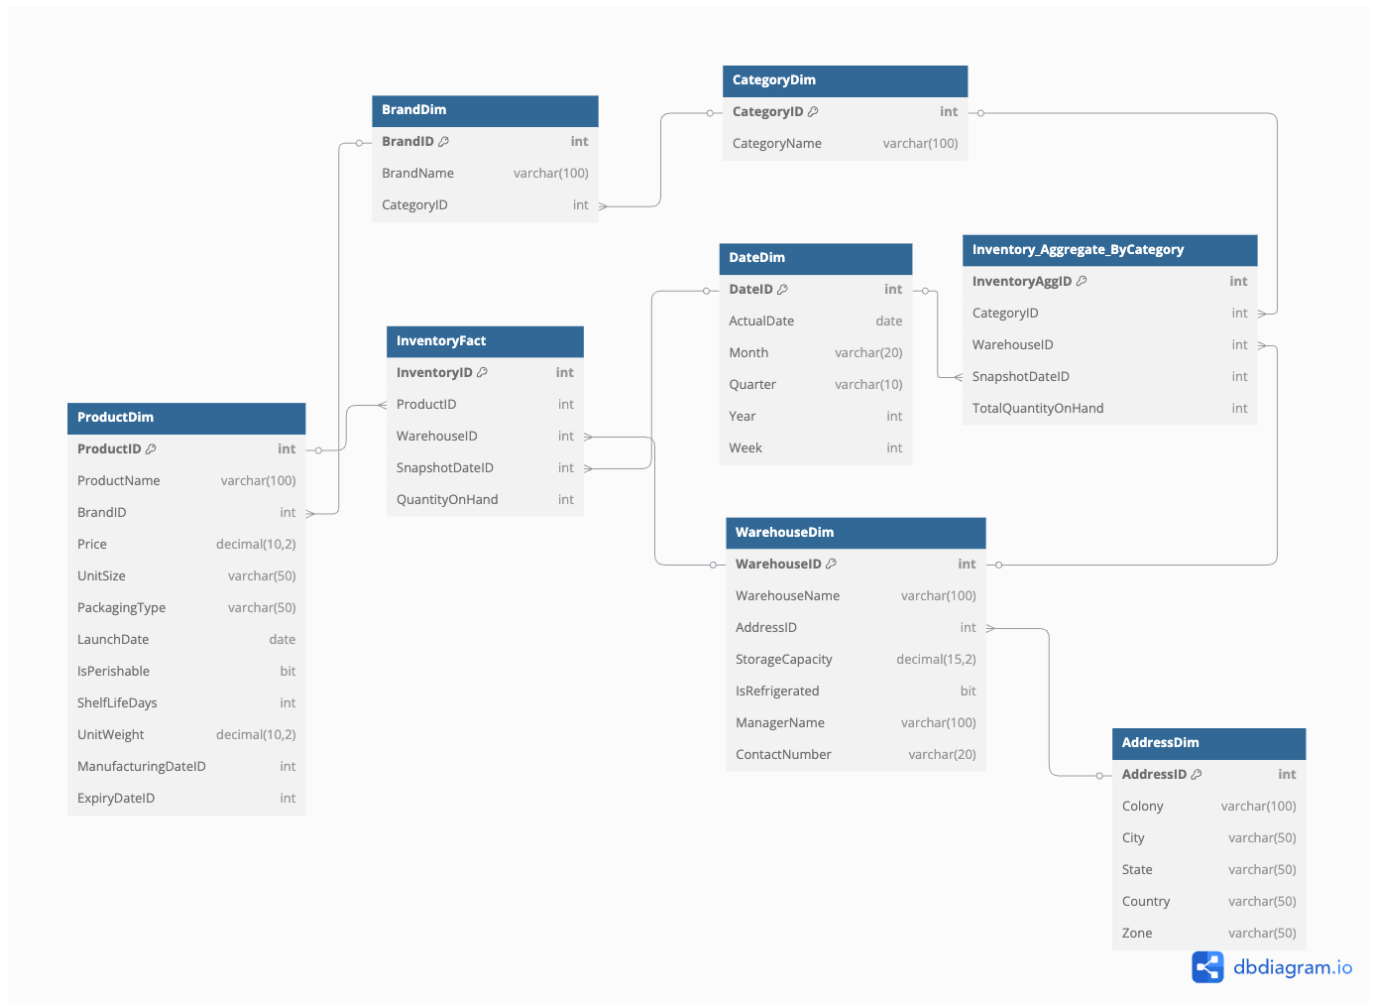 CategoryDim
CategoryID int
CategoryName varchar(100)
BrandDim
BrandID int
BrandName varchar(100)
CategoryID int
DateDim
DateID int
ActualDate date
Month varchar(20)
Quarter varchar(10)
Year int
Week int
Inventory_Aggregate_ByCategory
InventoryAggID int
CategoryID int
WarehouseID int
SnapshotDateID int
TotalQuantityOnHand int
InventoryFact
InventoryID int
ProductID int
WarehouseID int
SnapshotDateID int
QuantityOnHand int
ProductDim
ProductID int
ProductName varchar(100)
BrandID int
Price decimal(10,2)
UnitSize varchar(50)
PackagingType varchar(50)
LaunchDate date
IsPerishable bit
ShelfLifeDays int
UnitWeight decimal(10,2)
ManufacturingDateID int
ExpiryDateID int
WarehouseDim
WarehouseID int
WarehouseName varchar(100)
AddressID int
StorageCapacity decimal(15,2)
IsRefrigerated bit
ManagerName varchar(100)
ContactNumber varchar(20)
AddressDim
AddressID int
Colony varchar(100)
City varchar(50)
State varchar(50)
Country varchar(50)
Zone varchar(50)
dbdiagram.io